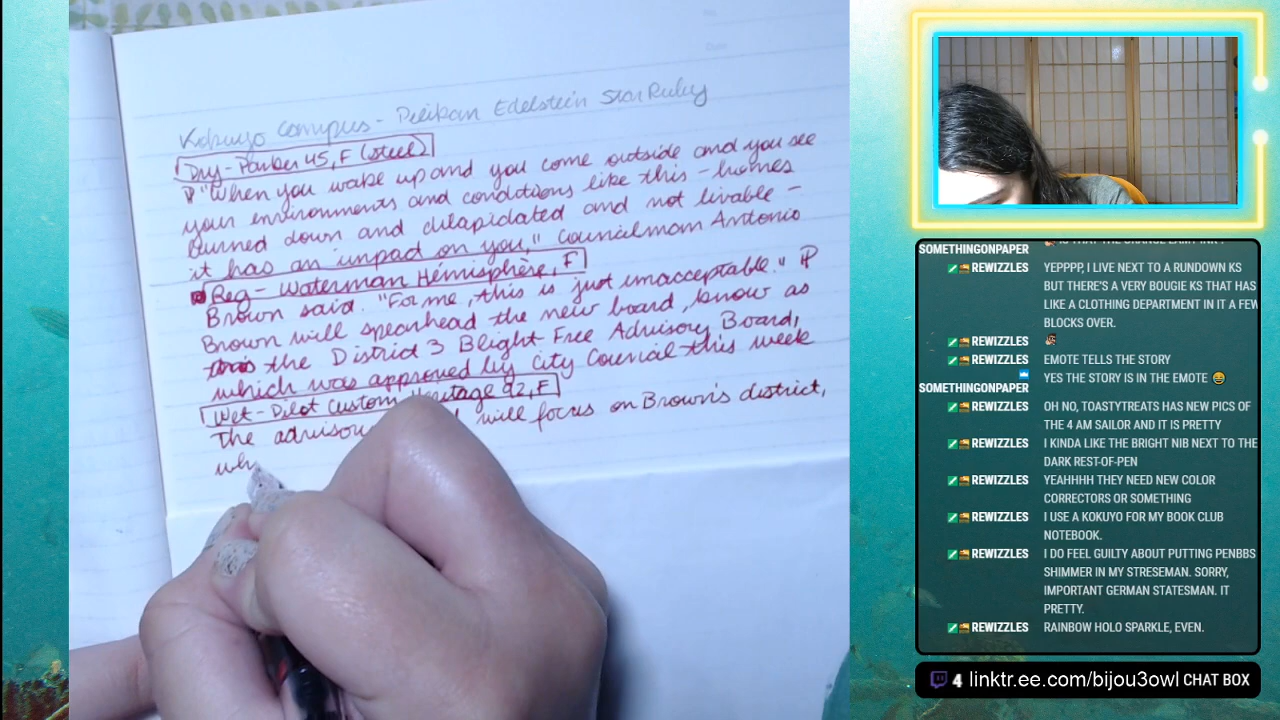 Kokuyo Campus - Pelikan Edelstein Star Ruby
Dry - Parker 45, F (steel)
"When you wake up and you come outside and you see
your environments and conditions like this - homes
burned down and dilapidated and not livable -
it has an impad on you," Councilman Antonio
Reg - Waterman Hémisphère, F
Brown said. "For me, this is just unacceptable." ¶
Brown will spearhead the new board, know as
the District 3 Blight Free Advisory Board,
which was approved by City Council this week
Wet - Pilot Custom Heritage 92, F
The advisory will focus on Brown's district,
wh
SOMETHINGONPAPER
REWIZZLES YEPPPP, I LIVE NEXT TO A RUNDOWN KS
BUT THERE'S A VERY BOUGIE KS THAT HAS
LIKE A CLOTHING DEPARTMENT IN IT A FEW
BLOCKS OVER.
REWIZZLES
REWIZZLES EMOTE TELLS THE STORY
SOMETHINGONPAPER YES THE STORY IS IN THE EMOTE 😅
REWIZZLES OH NO, TOASTYTREATS HAS NEW PICS OF
THE 4 AM SAILOR AND IT IS PRETTY
REWIZZLES I KINDA LIKE THE BRIGHT NIB NEXT TO THE
DARK REST-OF-PEN
REWIZZLES YEAHHHH THEY NEED NEW COLOR
CORRECTORS OR SOMETHING
REWIZZLES I USE A KOKUYO FOR MY BOOK CLUB
NOTEBOOK.
REWIZZLES I DO FEEL GUILTY ABOUT PUTTING PENBBS
SHIMMER IN MY STRESEMAN. SORRY,
IMPORTANT GERMAN STATESMAN. IT
PRETTY.
REWIZZLES RAINBOW HOLO SPARKLE, EVEN.
4 linktr.ee.com/bijou3owl CHAT BOX